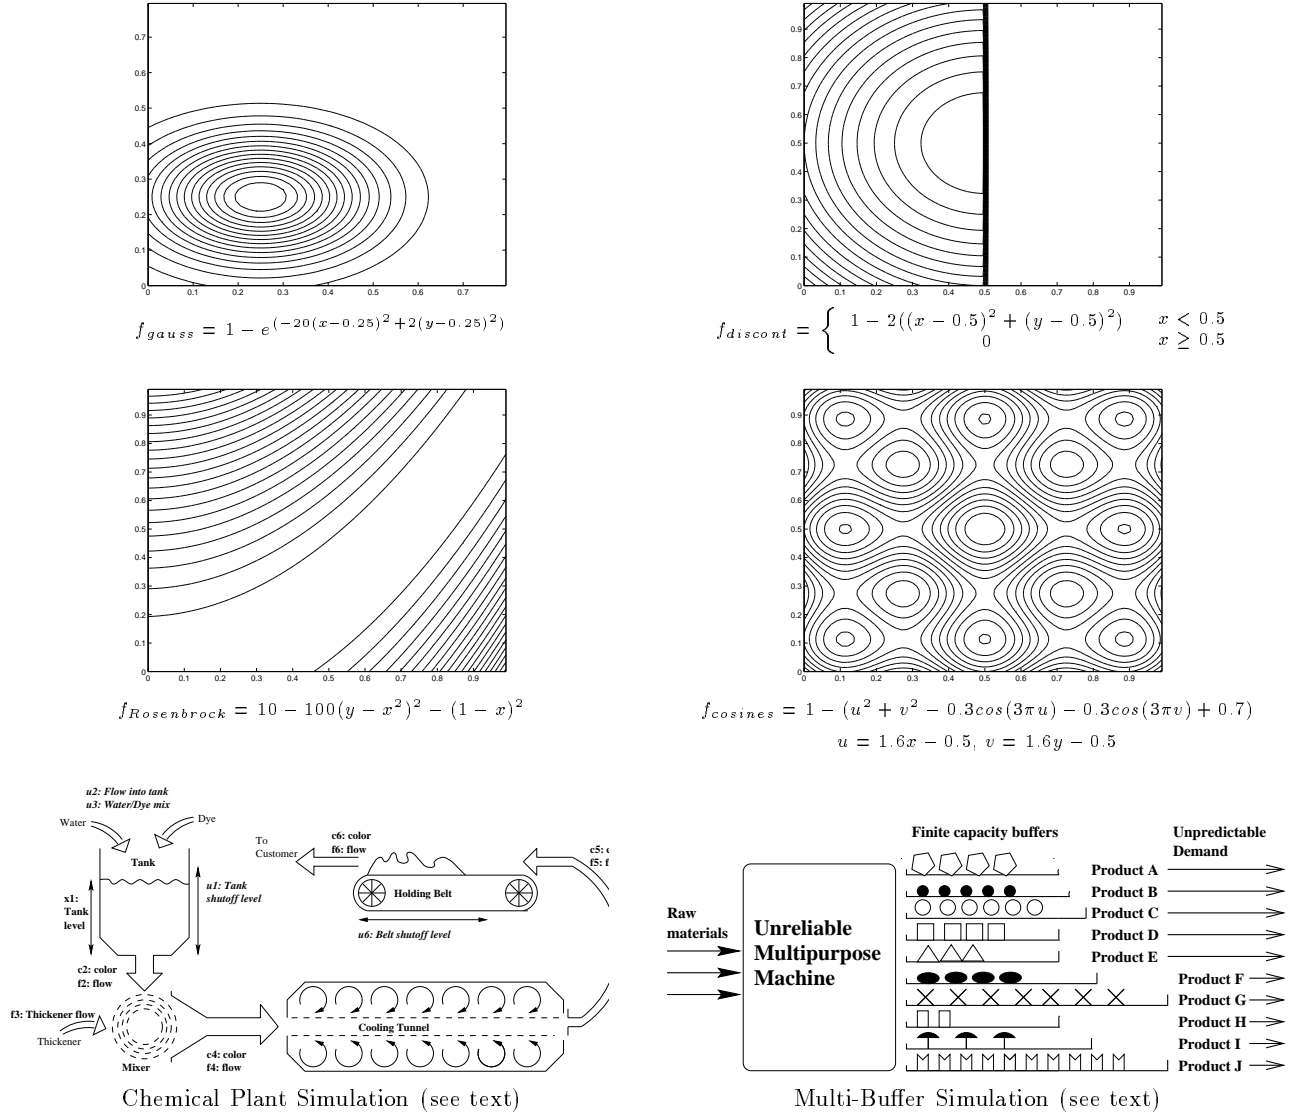 0.7
0.6
0.5
0.4
0.3
0.2
0.1
0
0 0.1 0.2 0.3 0.4 0.5 0.6 0.7
f_gauss = 1 − e^(−20(x−0.25)^2+2(y−0.25)^2)
0.9
0.8
0.7
0.6
0.5
0.4
0.3
0.2
0.1
0
0 0.1 0.2 0.3 0.4 0.5 0.6 0.7 0.8 0.9
f_discont = { 1 − 2((x − 0.5)^2 + (y − 0.5)^2) x < 0.5
0 x ≥ 0.5
0.9
0.8
0.7
0.6
0.5
0.4
0.3
0.2
0.1
0
0 0.1 0.2 0.3 0.4 0.5 0.6 0.7 0.8 0.9
f_Rosenbrock = 10 − 100(y − x^2)^2 − (1 − x)^2
0.9
0.8
0.7
0.6
0.5
0.4
0.3
0.2
0.1
0
0 0.1 0.2 0.3 0.4 0.5 0.6 0.7 0.8 0.9
f_cosines = 1 − (u^2 + v^2 − 0.3cos(3πu) − 0.3cos(3πv) + 0.7)
u = 1.6x − 0.5, v = 1.6y − 0.5
u2: Flow into tank
u3: Water/Dye mix
Water
Dye
Tank
x1:
Tank
level
u1: Tank
shutoff level
c2: color
f2: flow
f3: Thickener flow
Thickener
Mixer
c4: color
f4: flow
To
Customer
c6: color
f6: flow
Holding Belt
u6: Belt shutoff level
c5: c
f5: f
Cooling Tunnel
Chemical Plant Simulation (see text)
Finite capacity buffers
Unpredictable
Demand
Raw
materials
Unreliable
Multipurpose
Machine
Product A
Product B
Product C
Product D
Product E
Product F
Product G
Product H
Product I
Product J
Multi-Buffer Simulation (see text)